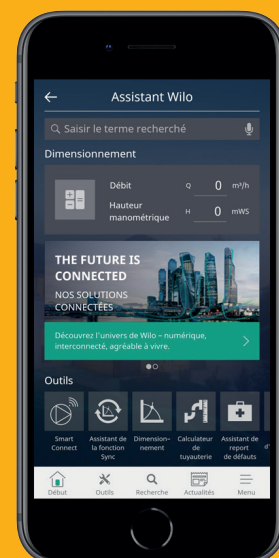 Assistant Wilo
Saisir le terme recherché
Dimensionnement
Débit Q 0 m³/h
Hauteur
manométrique H 0 mWS
THE FUTURE IS
CONNECTED
NOS SOLUTIONS
CONNECTÉES
Découvrez l'univers de Wilo – numérique,
interconnecté, agréable à vivre.
Outils
Smart
Connect
Assistant de
la fonction
Sync
Dimension-
nement
Calculateur
de
tuyauterie
Assistant de
report
de défauts
Début Outils Recherche Actualités Menu